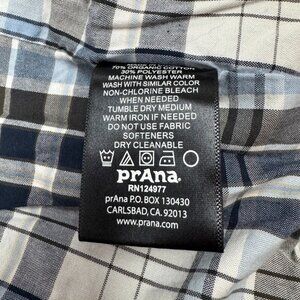 70% ORGANIC COTTON
30% POLYESTER
MACHINE WASH WARM
WASH WITH SIMILAR COLOR
NON-CHLORINE BLEACH
WHEN NEEDED
TUMBLE DRY MEDIUM
WARM IRON IF NEEDED
DO NOT USE FABRIC
SOFTENERS
DRY CLEANABLE
prAna
RN124977
prAna P.O. BOX 130430
CARLSBAD, CA. 92013
www.prAna.com